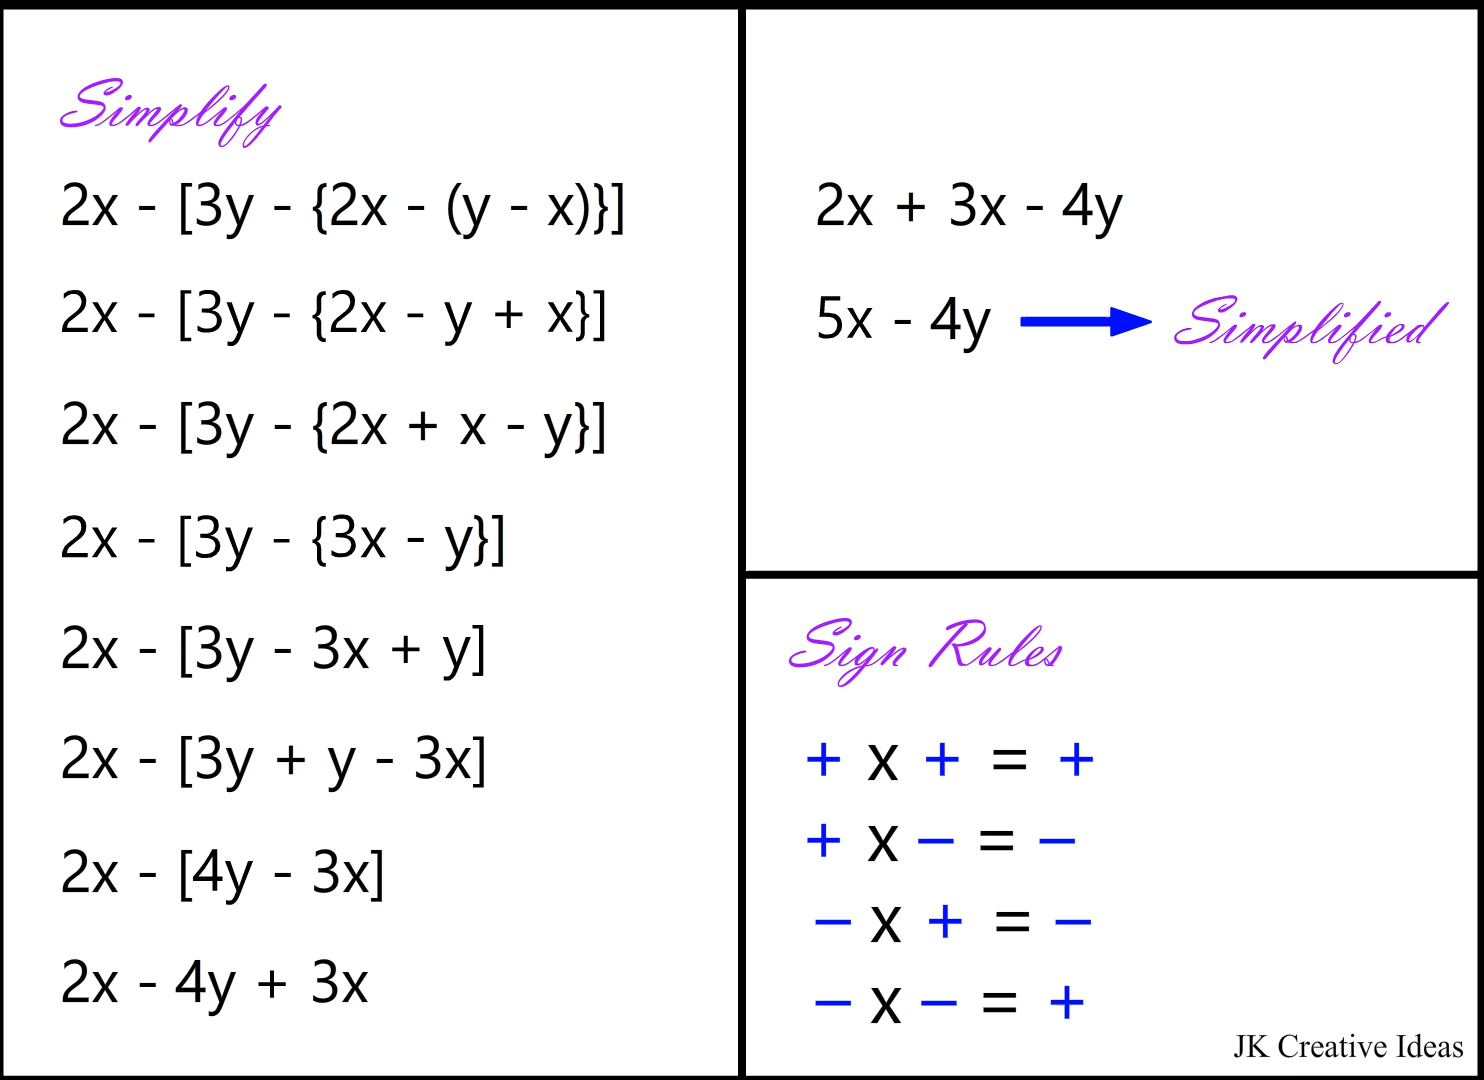 Simplify
2x - [3y - {2x - (y - x)}]
2x - [3y - {2x - y + x}]
2x - [3y - {2x + x - y}]
2x - [3y - {3x - y}]
2x - [3y - 3x + y]
2x - [3y + y - 3x]
2x - [4y - 3x]
2x - 4y + 3x
2x + 3x - 4y
5x - 4y Simplified
Sign Rules
+ x + = +
+ x – = –
– x + = –
– x – = +
JK Creative Ideas